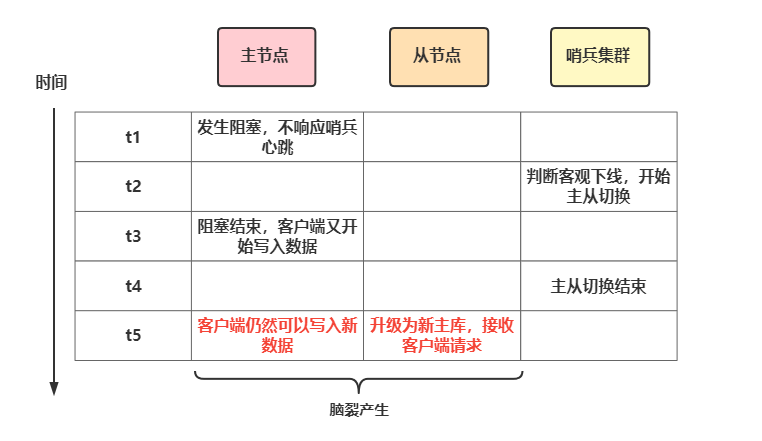 主节点
从节点
哨兵集群
时间
t1
发生阻塞，不响应哨兵
心跳
t2
判断客观下线，开始
主从切换
t3
阻塞结束，客户端又开
始写入数据
t4
主从切换结束
t5
客户端仍然可以写入新
数据
升级为新主库，接收
客户端请求
脑裂产生